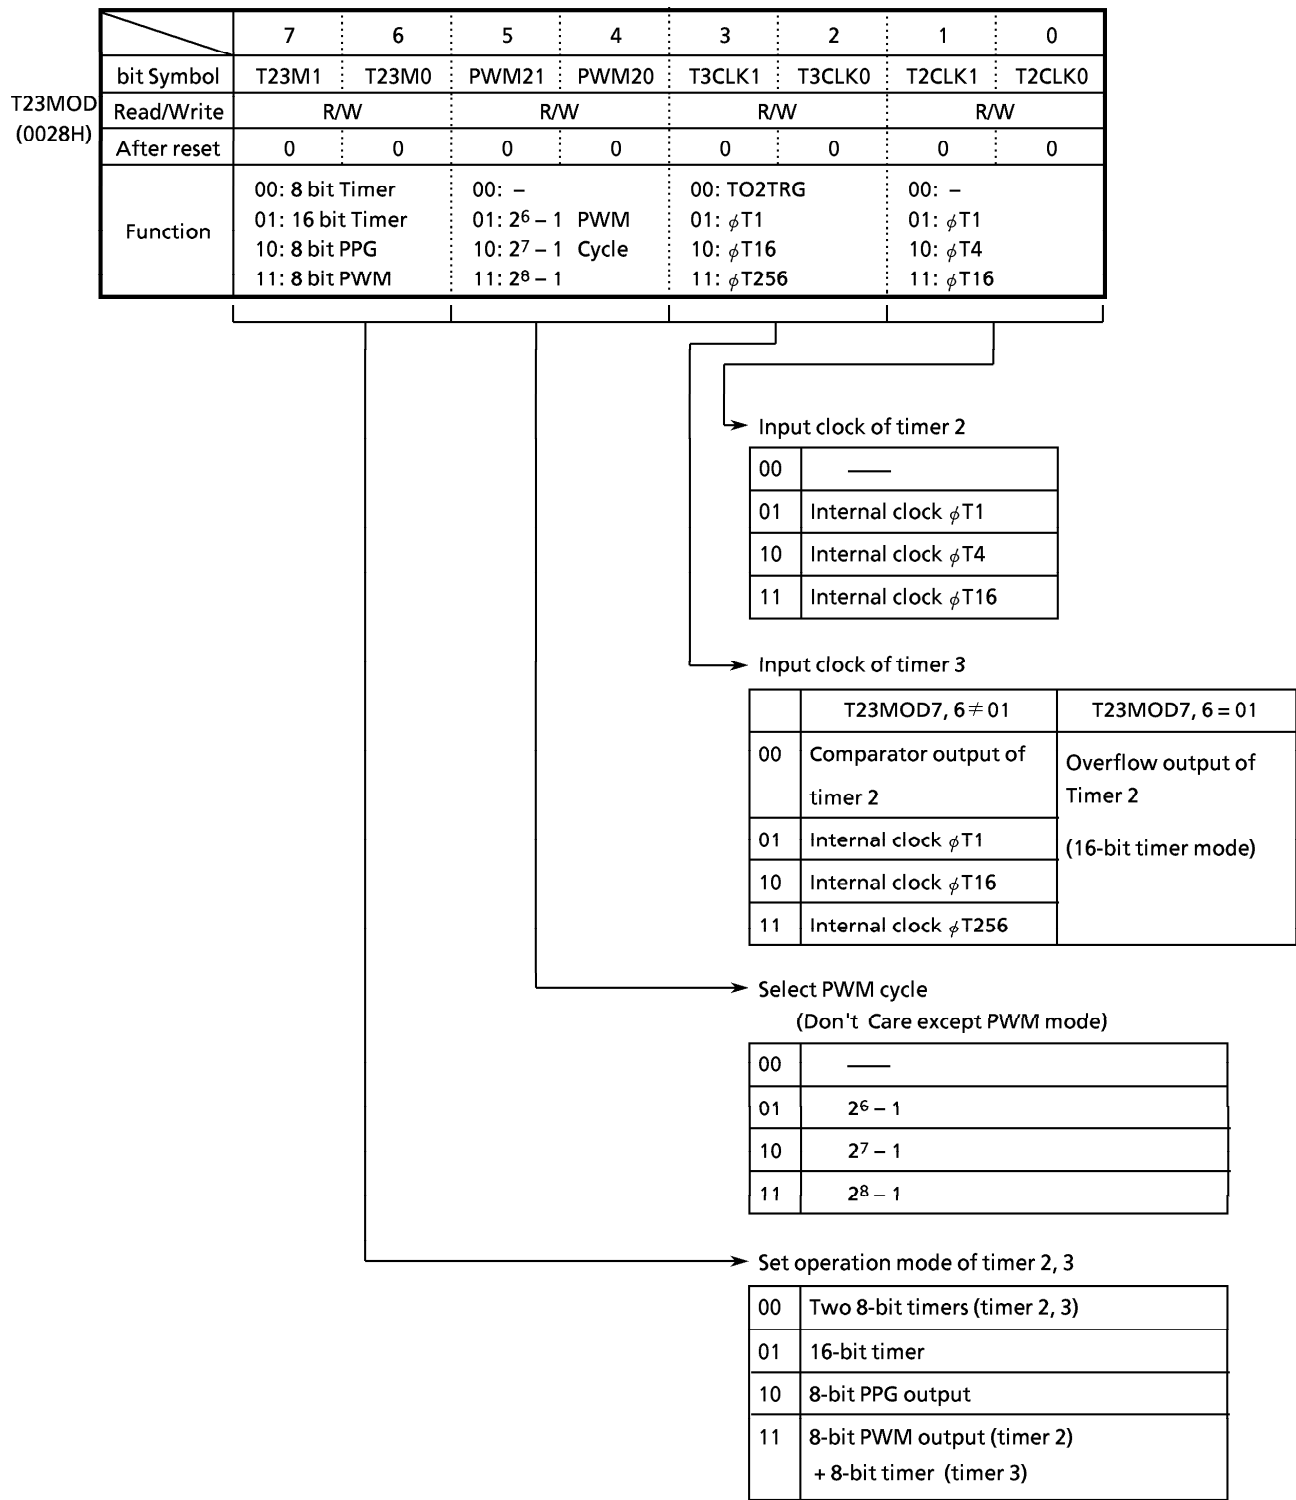 7 6 5 4 3 2 1 0
bit Symbol T23M1 T23M0 PWM21 PWM20 T3CLK1 T3CLK0 T2CLK1 T2CLK0
T23MOD
(0028H)
Read/Write R/W R/W R/W R/W
After reset 0 0 0 0 0 0 0 0
Function
00: 8 bit Timer
01: 16 bit Timer
10: 8 bit PPG
11: 8 bit PWM
00: –
01: 2⁶ – 1 PWM
10: 2⁷ – 1 Cycle
11: 2⁸ – 1
00: TO2TRG
01: φT1
10: φT16
11: φT256
00: –
01: φT1
10: φT4
11: φT16
Input clock of timer 2
00 —
01 Internal clock φT1
10 Internal clock φT4
11 Internal clock φT16
Input clock of timer 3
T23MOD7, 6 ≠ 01 T23MOD7, 6 = 01
00 Comparator output of
timer 2
01 Internal clock φT1
10 Internal clock φT16
11 Internal clock φT256
Overflow output of
Timer 2
(16-bit timer mode)
Select PWM cycle
(Don't Care except PWM mode)
00 —
01 2⁶ – 1
10 2⁷ – 1
11 2⁸ – 1
Set operation mode of timer 2, 3
00 Two 8-bit timers (timer 2, 3)
01 16-bit timer
10 8-bit PPG output
11 8-bit PWM output (timer 2)
+ 8-bit timer (timer 3)